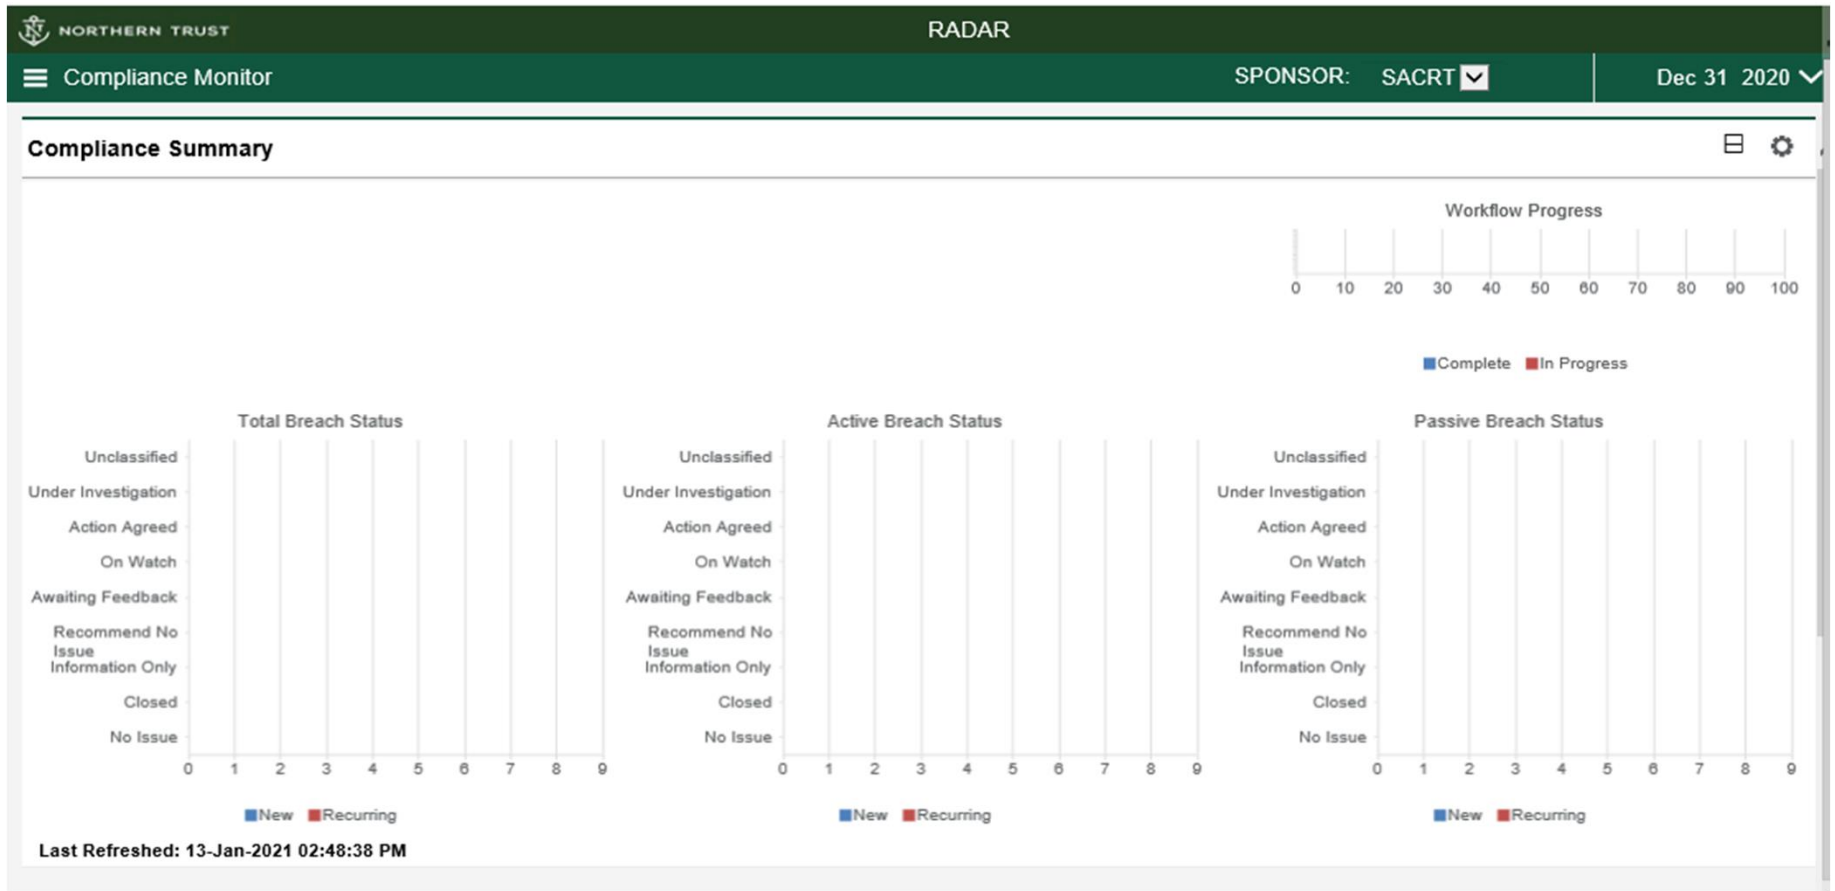 NORTHERN TRUST
RADAR
Compliance Monitor
SPONSOR: SACRT
Dec 31 2020
Compliance Summary
Workflow Progress
0 10 20 30 40 50 60 70 80 90 100
Complete In Progress
Total Breach Status
Unclassified
Under Investigation
Action Agreed
On Watch
Awaiting Feedback
Recommend No
Issue
Information Only
Closed
No Issue
0 1 2 3 4 5 6 7 8 9
New Recurring
Active Breach Status
Unclassified
Under Investigation
Action Agreed
On Watch
Awaiting Feedback
Recommend No
Issue
Information Only
Closed
No Issue
0 1 2 3 4 5 6 7 8 9
New Recurring
Passive Breach Status
Unclassified
Under Investigation
Action Agreed
On Watch
Awaiting Feedback
Recommend No
Issue
Information Only
Closed
No Issue
0 1 2 3 4 5 6 7 8 9
New Recurring
Last Refreshed: 13-Jan-2021 02:48:38 PM